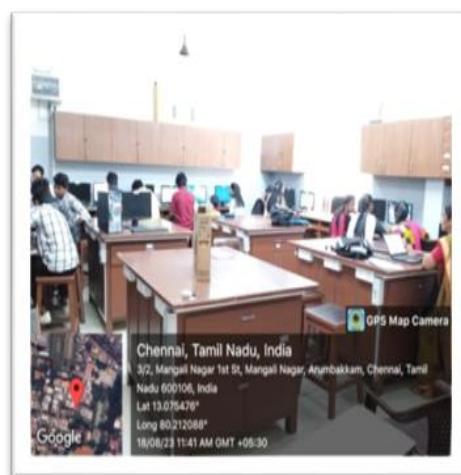 GPS Map Camera
Chennai, Tamil Nadu, India
3/2, Mangali Nagar 1st St, Mangali Nagar, Arumbakkam, Chennai, Tamil
Nadu 600106, India
Lat 13.075476°
Long 80.212088°
18/08/23 11:41 AM GMT +05:30
Google